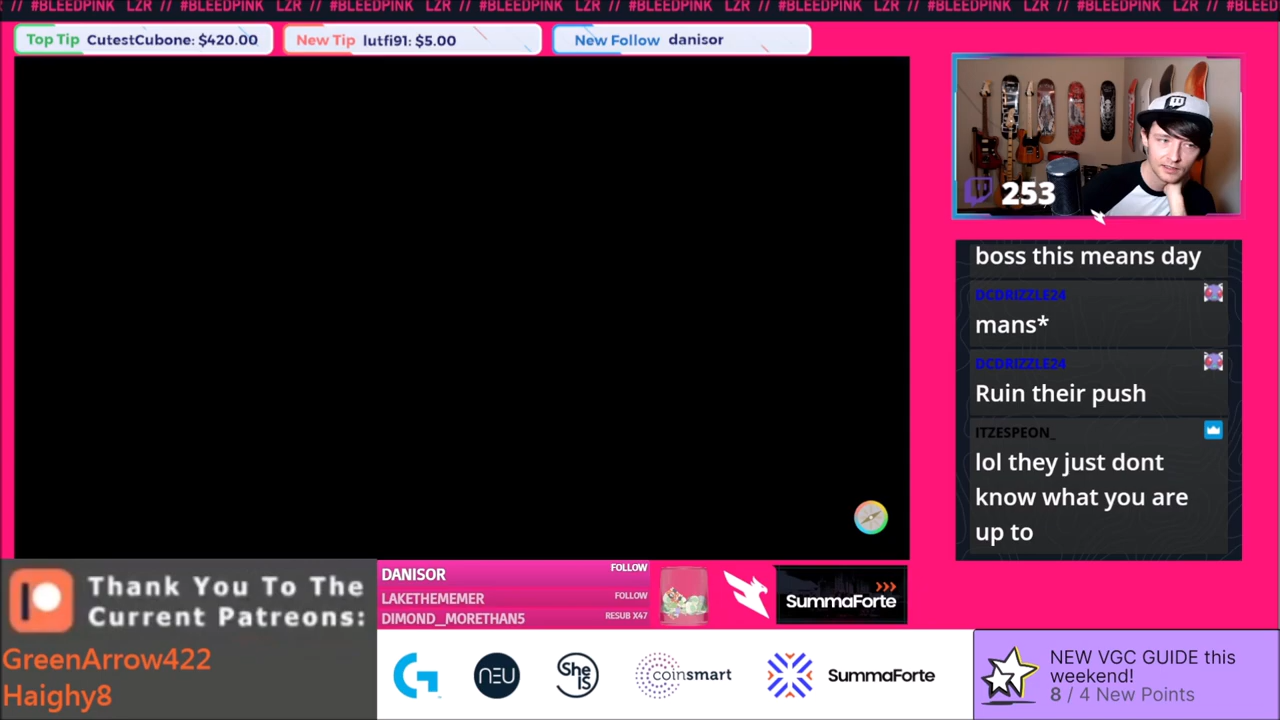 // #BLEEDPINK LZR // #BLEEDPINK LZR // #BLEEDPINK LZR // #BLEEDPINK LZR // #BLEEDPINK LZR // #BLEEDPINK LZR // #BLEEDPINK LZR // #BLEED
Top Tip CutestCubone: $420.00
New Tip lutfi91: $5.00
New Follow danisor
253
boss this means day
DCDRIZZLE24
mans*
DCDRIZZLE24
Ruin their push
ITZESPEON_
lol they just dont
know what you are
up to
Thank You To The
Current Patreons:
GreenArrow422
Haighy8
DANISOR FOLLOW
LAKETHEMEMER FOLLOW
DIMOND__MORETHAN5 RESUB X47
SummaForte
G
NEU
She IS
coinsmart
SummaForte
NEW VGC GUIDE this
weekend!
8 / 4 New Points